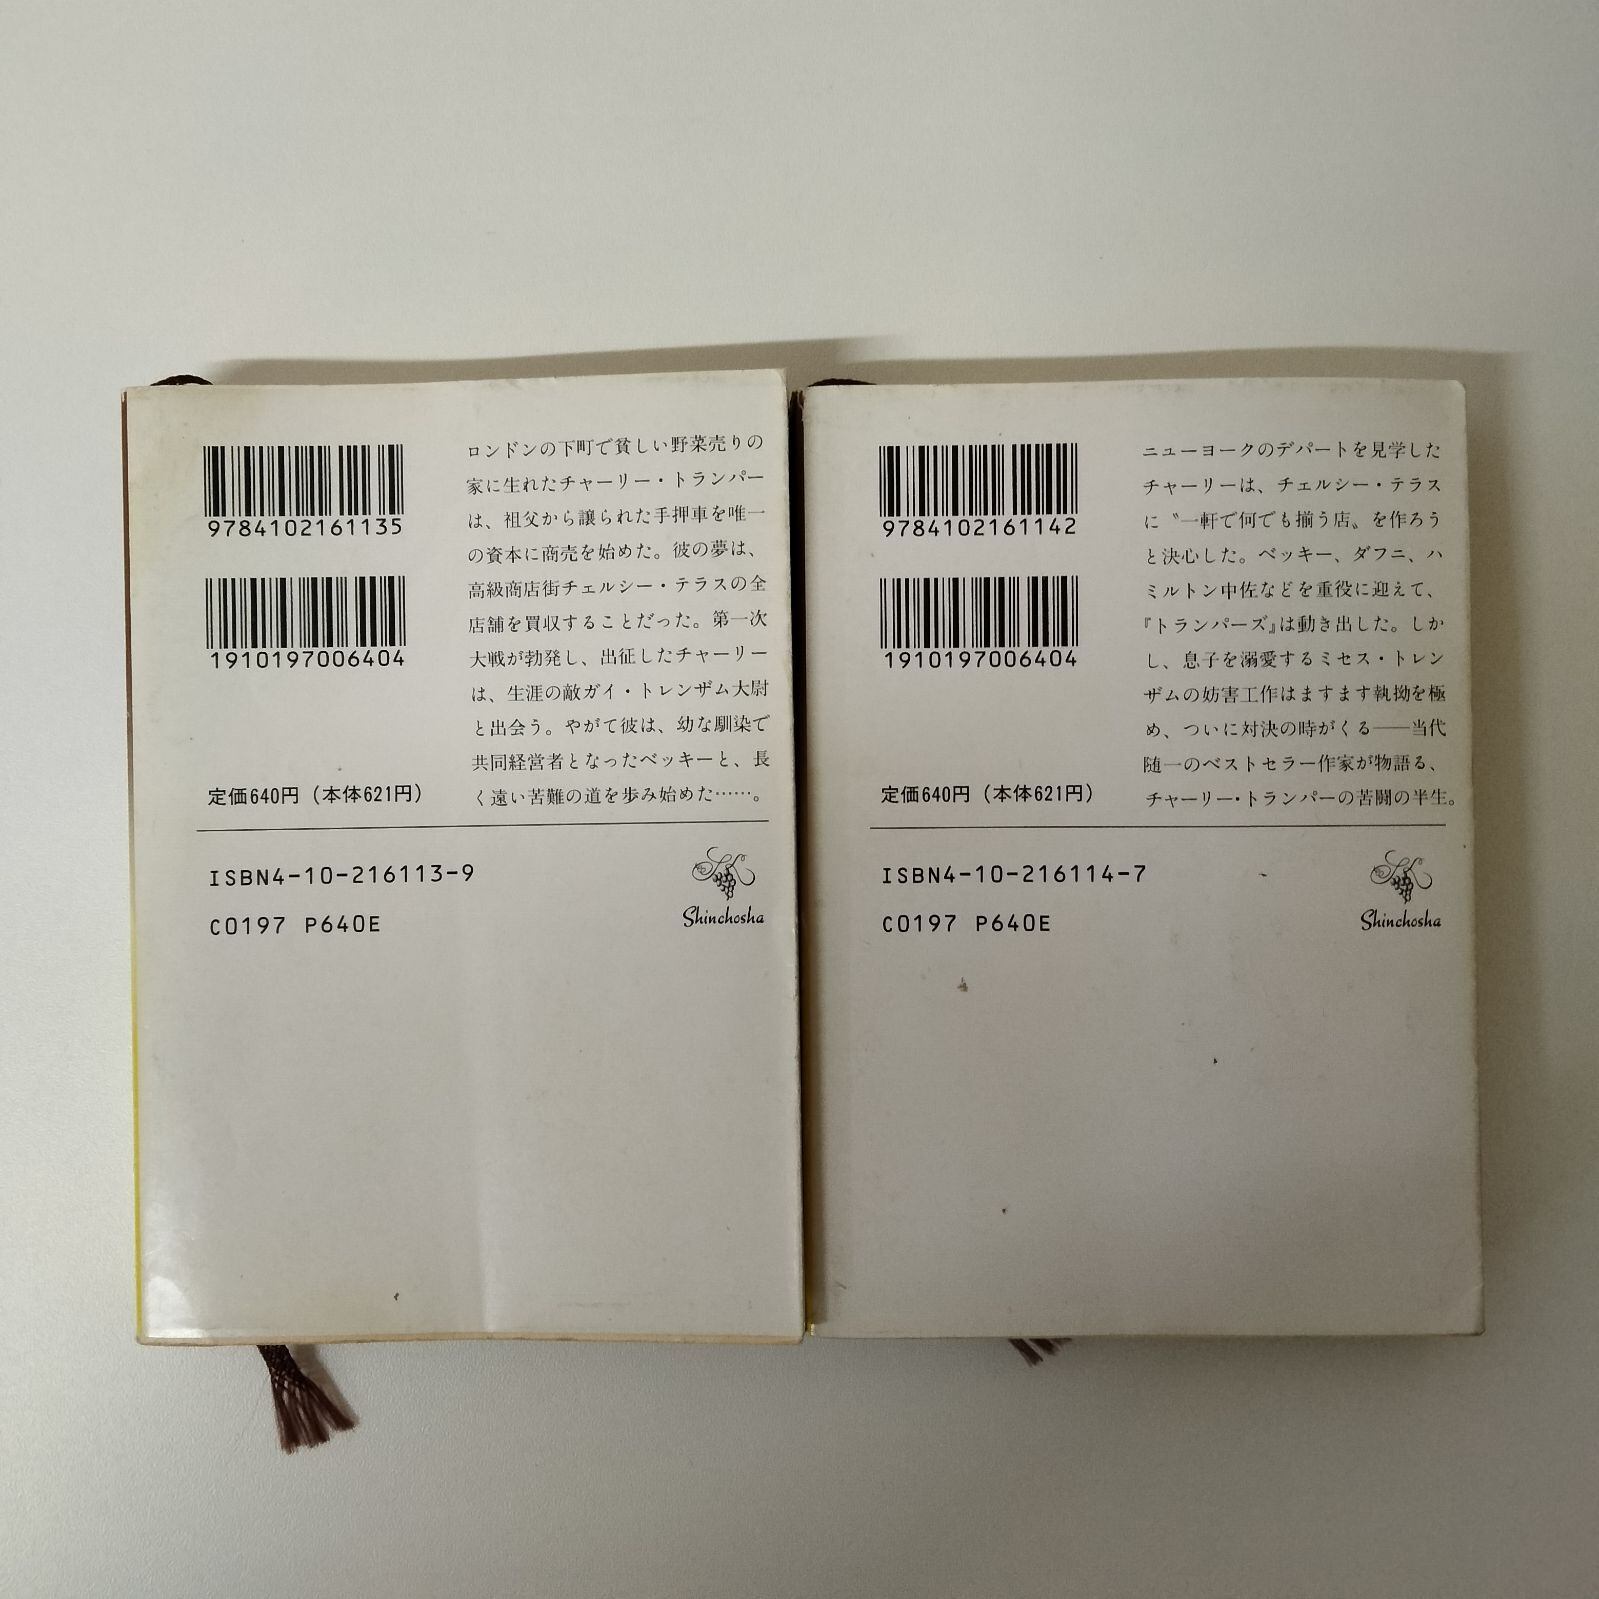 9784102161135
1910197006404
定価640円（本体621円）
ロンドンの下町で貧しい野菜売りの
家に生れたチャーリー・トランパー
は、祖父から譲られた手押車を唯一
の資本に商売を始めた。彼の夢は、
高級商店街チェルシー・テラスの全
店舗を買収することだった。第一次
大戦が勃発し、出征したチャーリー
は、生涯の敵ガイ・トレンザム大尉
と出会う。やがて彼は、幼な馴染で
共同経営者となったベッキーと、長
く遠い苦難の道を歩み始めた……。
ISBN4-10-216113-9
C0197 P640E
Shinchosha
9784102161142
1910197006404
定価640円（本体621円）
ニューヨークのデパートを見学した
チャーリーは、チェルシー・テラス
に〝一軒で何でも揃う店〟を作ろう
と決心した。ベッキー、ダフニ、ハ
ミルトン中佐などを重役に迎えて、
『トランパーズ』は動き出した。しか
し、息子を溺愛するミセス・トレン
ザムの妨害工作はますます執拗を極
め、ついに対決の時がくる――当代
随一のベストセラー作家が物語る、
チャーリー・トランパーの苦闘の半生。
ISBN4-10-216114-7
C0197 P640E
Shinchosha